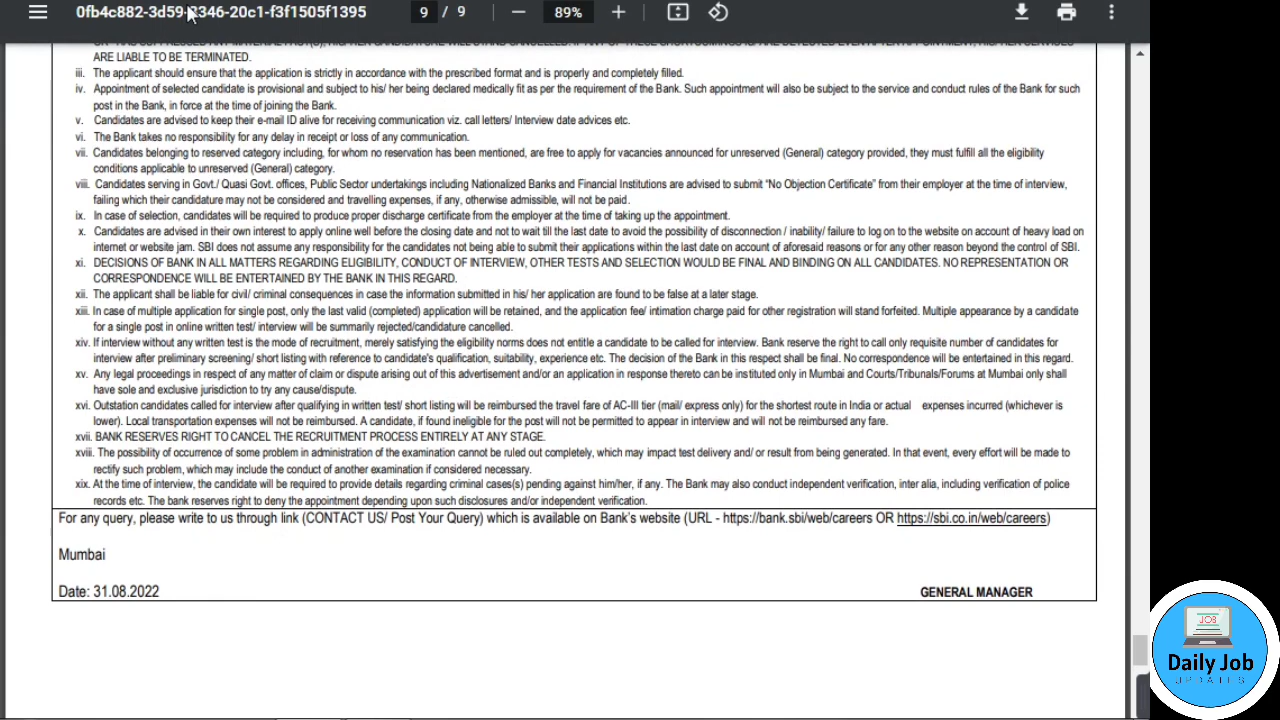 0fb4c882-3d59-2346-20c1-f3f1505f1395 9 / 9 89%
ARE LIABLE TO BE TERMINATED.
iii. The applicant should ensure that the application is strictly in accordance with the prescribed format and is properly and completely filled.
iv. Appointment of selected candidate is provisional and subject to his/ her being declared medically fit as per the requirement of the Bank. Such appointment will also be subject to the service and conduct rules of the Bank for such
post in the Bank, in force at the time of joining the Bank.
v. Candidates are advised to keep their e-mail ID alive for receiving communication viz. call letters/ Interview date advices etc.
vi. The Bank takes no responsibility for any delay in receipt or loss of any communication.
vii. Candidates belonging to reserved category including, for whom no reservation has been mentioned, are free to apply for vacancies announced for unreserved (General) category provided, they must fulfill all the eligibility
conditions applicable to unreserved (General) category.
viii. Candidates serving in Govt./ Quasi Govt. offices, Public Sector undertakings including Nationalized Banks and Financial Institutions are advised to submit “No Objection Certificate” from their employer at the time of interview,
failing which their candidature may not be considered and travelling expenses, if any, otherwise admissible, will not be paid.
ix. In case of selection, candidates will be required to produce proper discharge certificate from the employer at the time of taking up the appointment.
x. Candidates are advised in their own interest to apply online well before the closing date and not to wait till the last date to avoid the possibility of disconnection / inability/ failure to log on to the website on account of heavy load on
internet or website jam. SBI does not assume any responsibility for the candidates not being able to submit their applications within the last date on account of aforesaid reasons or for any other reason beyond the control of SBI.
xi. DECISIONS OF BANK IN ALL MATTERS REGARDING ELIGIBILITY, CONDUCT OF INTERVIEW, OTHER TESTS AND SELECTION WOULD BE FINAL AND BINDING ON ALL CANDIDATES. NO REPRESENTATION OR
CORRESPONDENCE WILL BE ENTERTAINED BY THE BANK IN THIS REGARD.
xii. The applicant shall be liable for civil/ criminal consequences in case the information submitted in his/ her application are found to be false at a later stage.
xiii. In case of multiple application for single post, only the last valid (completed) application will be retained, and the application fee/ intimation charge paid for other registration will stand forfeited. Multiple appearance by a candidate
for a single post in online written test/ interview will be summarily rejected/candidature cancelled.
xiv. If interview without any written test is the mode of recruitment, merely satisfying the eligibility norms does not entitle a candidate to be called for interview. Bank reserve the right to call only requisite number of candidates for
interview after preliminary screening/ short listing with reference to candidate's qualification, suitability, experience etc. The decision of the Bank in this respect shall be final. No correspondence will be entertained in this regard.
xv. Any legal proceedings in respect of any matter of claim or dispute arising out of this advertisement and/or an application in response thereto can be instituted only in Mumbai and Courts/Tribunals/Forums at Mumbai only shall
have sole and exclusive jurisdiction to try any cause/dispute.
xvi. Outstation candidates called for interview after qualifying in written test/ short listing will be reimbursed the travel fare of AC-III tier (mail/ express only) for the shortest route in India or actual expenses incurred (whichever is
lower). Local transportation expenses will not be reimbursed. A candidate, if found ineligible for the post will not be permitted to appear in interview and will not be reimbursed any fare.
xvii. BANK RESERVES RIGHT TO CANCEL THE RECRUITMENT PROCESS ENTIRELY AT ANY STAGE.
xviii. The possibility of occurrence of some problem in administration of the examination cannot be ruled out completely, which may impact test delivery and/ or result from being generated. In that event, every effort will be made to
rectify such problem, which may include the conduct of another examination if considered necessary.
xix. At the time of interview, the candidate will be required to provide details regarding criminal cases(s) pending against him/her, if any. The Bank may also conduct independent verification, inter alia, including verification of police
records etc. The bank reserves right to deny the appointment depending upon such disclosures and/or independent verification.
For any query, please write to us through link (CONTACT US/ Post Your Query) which is available on Bank's website (URL - https://bank.sbi/web/careers OR https://sbi.co.in/web/careers)
Mumbai
Date: 31.08.2022 GENERAL MANAGER
JOB
Daily Job
UPDATES